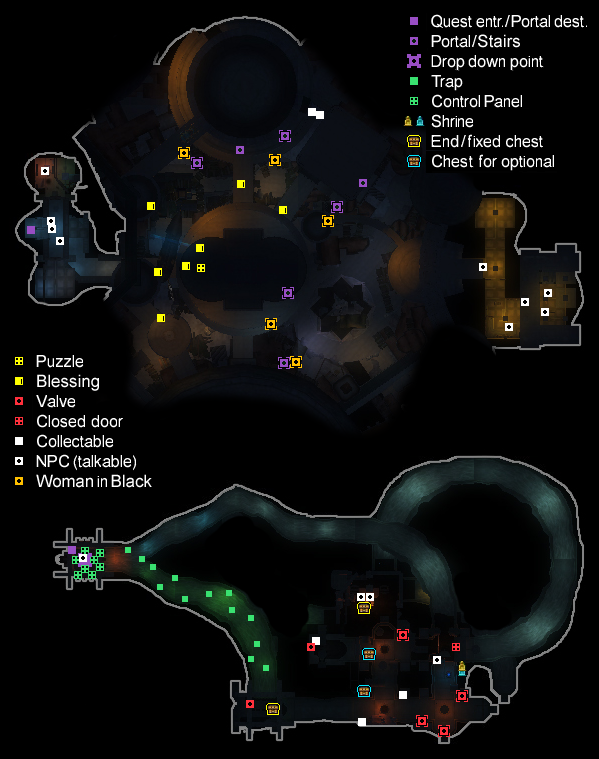 Quest entr./Portal dest.
Portal/Stairs
Drop down point
Trap
Control Panel
Shrine
End/fixed chest
Chest for optional
Puzzle
Blessing
Valve
Closed door
Collectable
NPC (talkable)
Woman in Black